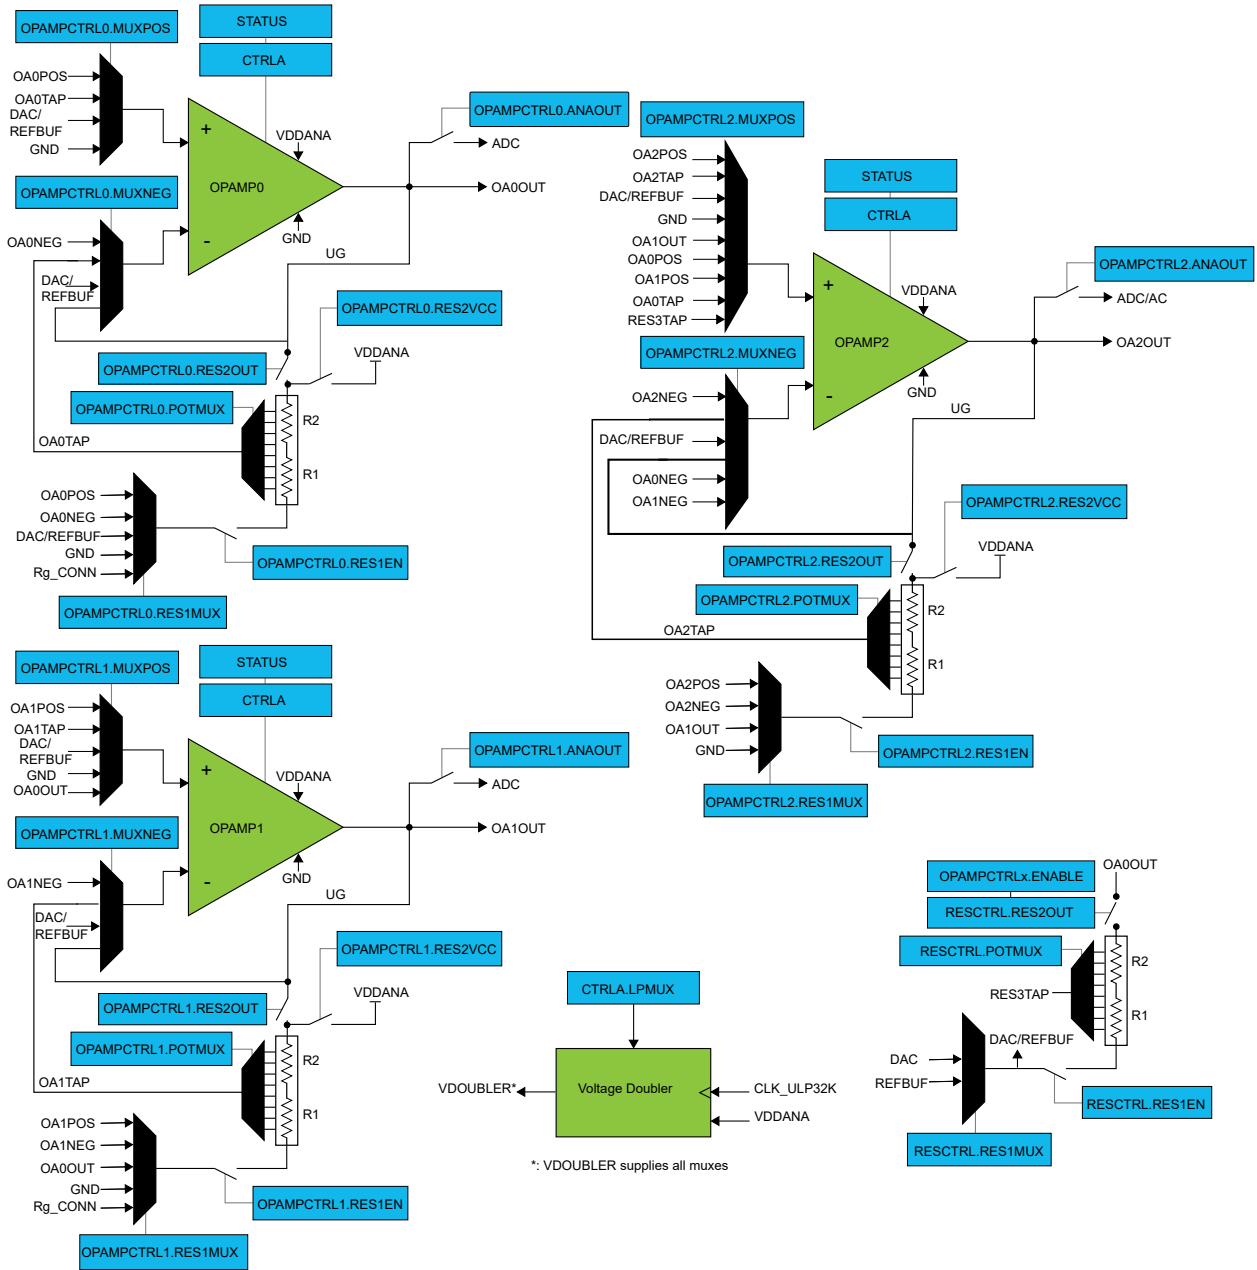 OPAMPCTRL0.MUXPOS
STATUS
CTRLA
OA0POS
OA0TAP
DAC/
REFBUF
GND
+
-
OPAMP0
VDDANA
GND
OPAMPCTRL0.ANAOUT
ADC
OA0OUT
OPAMPCTRL0.MUXNEG
OA0NEG
DAC/
REFBUF
UG
OPAMPCTRL0.RES2VCC
OPAMPCTRL0.RES2OUT
VDDANA
OPAMPCTRL0.POTMUX
R2
R1
OA0TAP
OA0POS
OA0NEG
DAC/REFBUF
GND
Rg_CONN
OPAMPCTRL0.RES1EN
OPAMPCTRL0.RES1MUX
OPAMPCTRL1.MUXPOS
STATUS
CTRLA
OA1POS
OA1TAP
DAC/
REFBUF
GND
OA0OUT
+
-
OPAMP1
VDDANA
GND
OPAMPCTRL1.ANAOUT
ADC
OA1OUT
OPAMPCTRL1.MUXNEG
OA1NEG
DAC/
REFBUF
UG
OPAMPCTRL1.RES2VCC
OPAMPCTRL1.RES2OUT
VDDANA
OPAMPCTRL1.POTMUX
R2
R1
OA1TAP
OA1POS
OA1NEG
OA0OUT
GND
Rg_CONN
OPAMPCTRL1.RES1EN
OPAMPCTRL1.RES1MUX
OPAMPCTRL2.MUXPOS
STATUS
CTRLA
OA2POS
OA2TAP
DAC/REFBUF
GND
OA1OUT
OA0POS
OA1POS
OA0TAP
RES3TAP
+
-
OPAMP2
VDDANA
GND
OPAMPCTRL2.ANAOUT
ADC/AC
OA2OUT
OPAMPCTRL2.MUXNEG
OA2NEG
DAC/REFBUF
OA0NEG
OA1NEG
UG
OPAMPCTRL2.RES2VCC
OPAMPCTRL2.RES2OUT
VDDANA
OPAMPCTRL2.POTMUX
R2
R1
OA2TAP
OA2POS
OA2NEG
OA1OUT
GND
OPAMPCTRL2.RES1EN
OPAMPCTRL2.RES1MUX
CTRLA.LPMUX
VDOUBLER*
Voltage Doubler
CLK_ULP32K
VDDANA
*: VDOUBLER supplies all muxes
OPAMPCTRLx.ENABLE
OA0OUT
RESCTRL.RES2OUT
RESCTRL.POTMUX
R2
R1
RES3TAP
DAC/REFBUF
DAC
REFBUF
RESCTRL.RES1EN
RESCTRL.RES1MUX